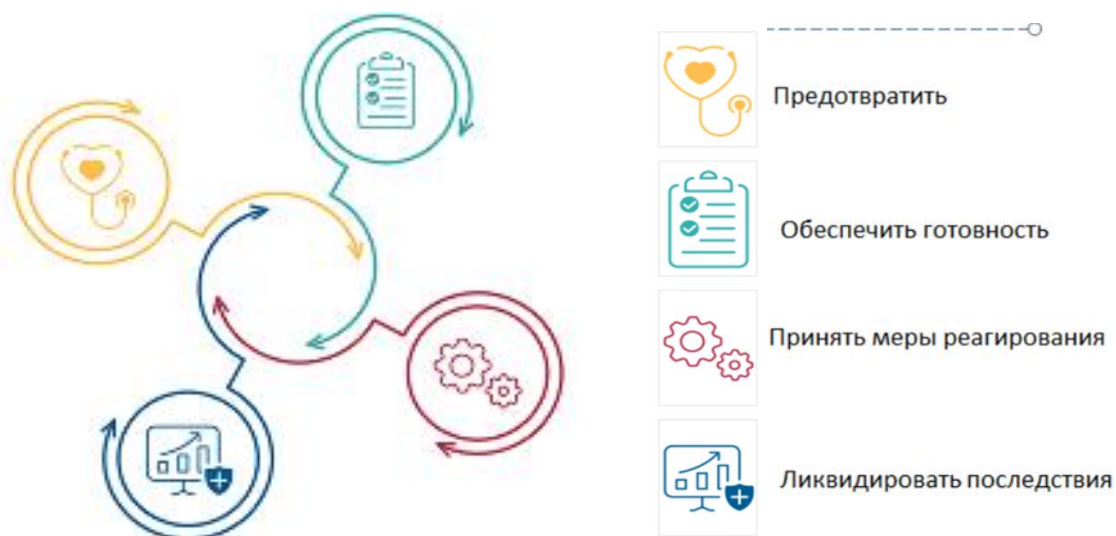 Предотвратить
Обеспечить готовность
Принять меры реагирования
Ликвидировать последствия